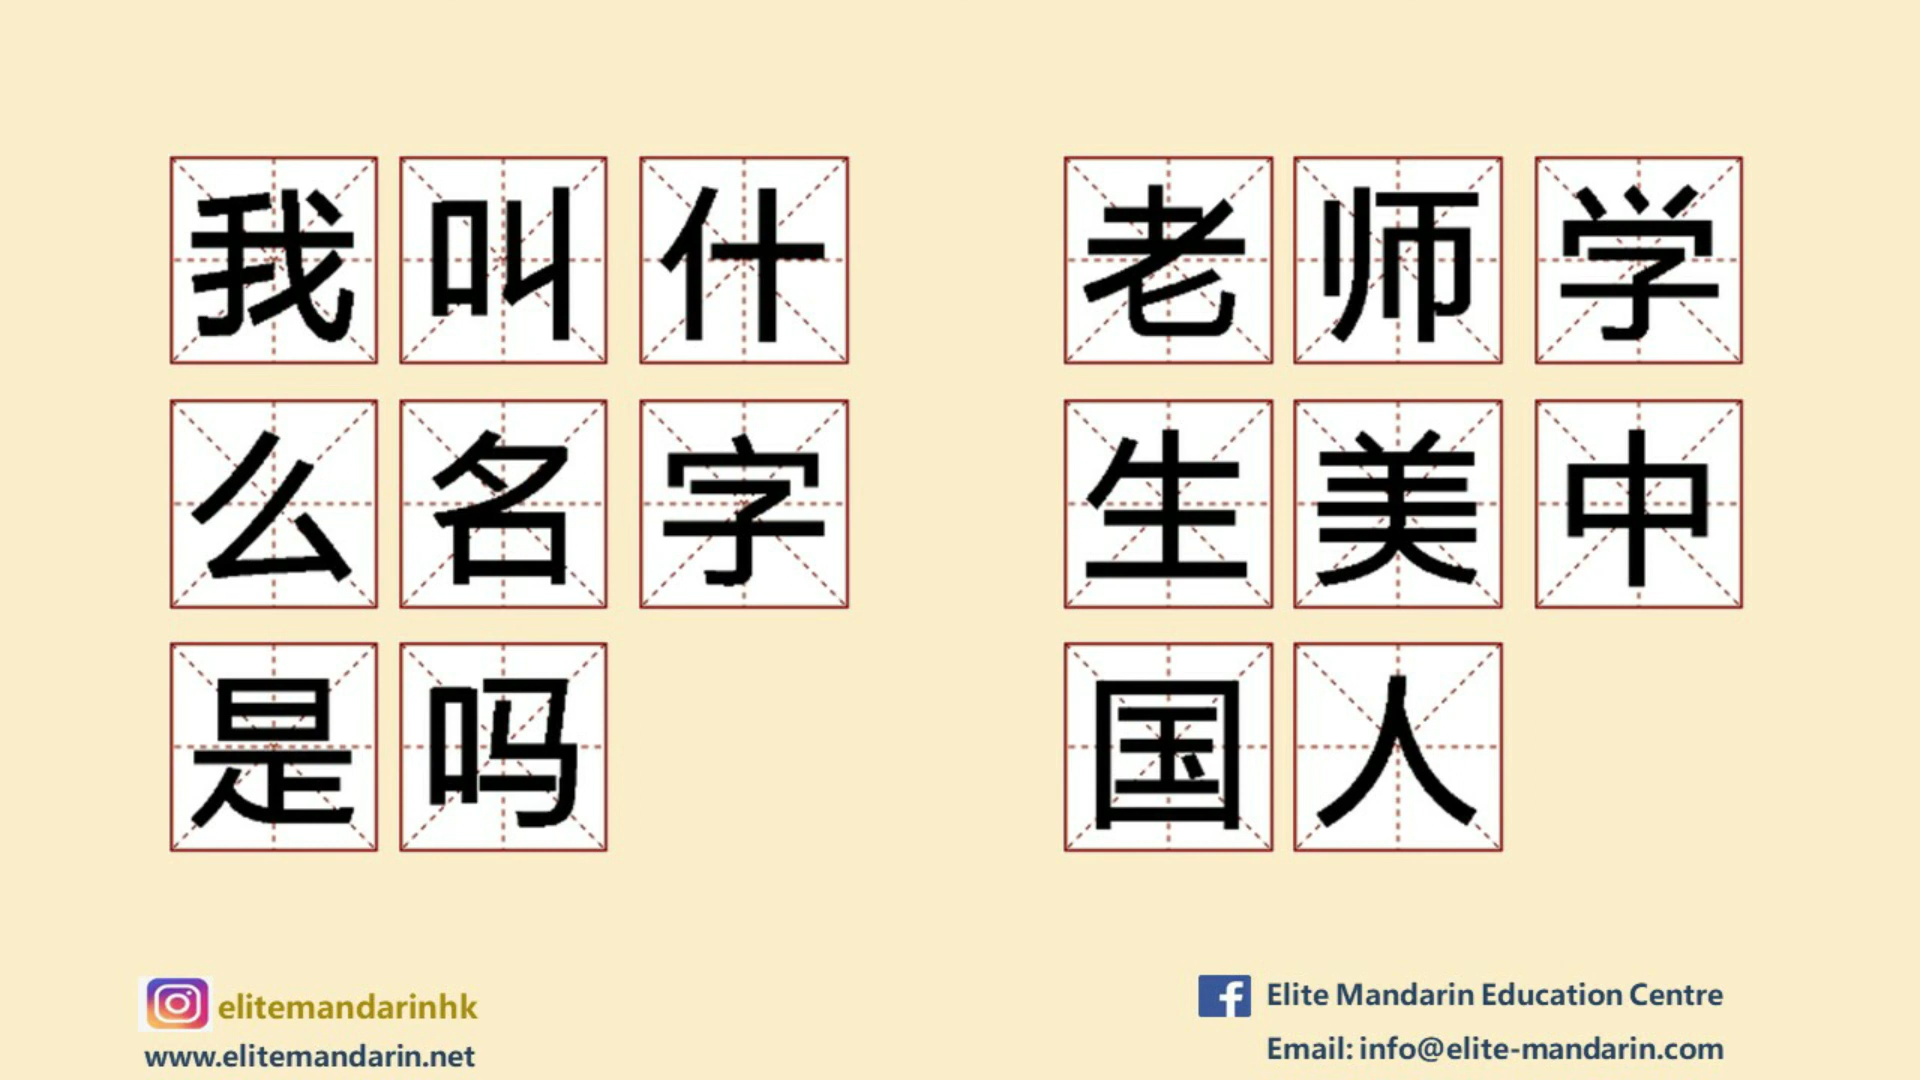 我叫什
么名字
是吗
老师学
生美中
国人
elitemandarinhk
www.elitemandarin.net
Elite Mandarin Education Centre
Email: info@elite-mandarin.com